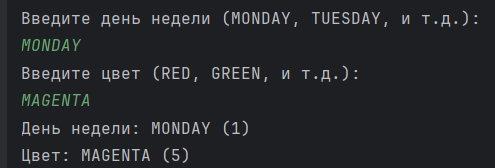 Введите день недели (MONDAY, TUESDAY, и т.д.):
MONDAY
Введите цвет (RED, GREEN, и т.д.):
MAGENTA
День недели: MONDAY (1)
Цвет: MAGENTA (5)